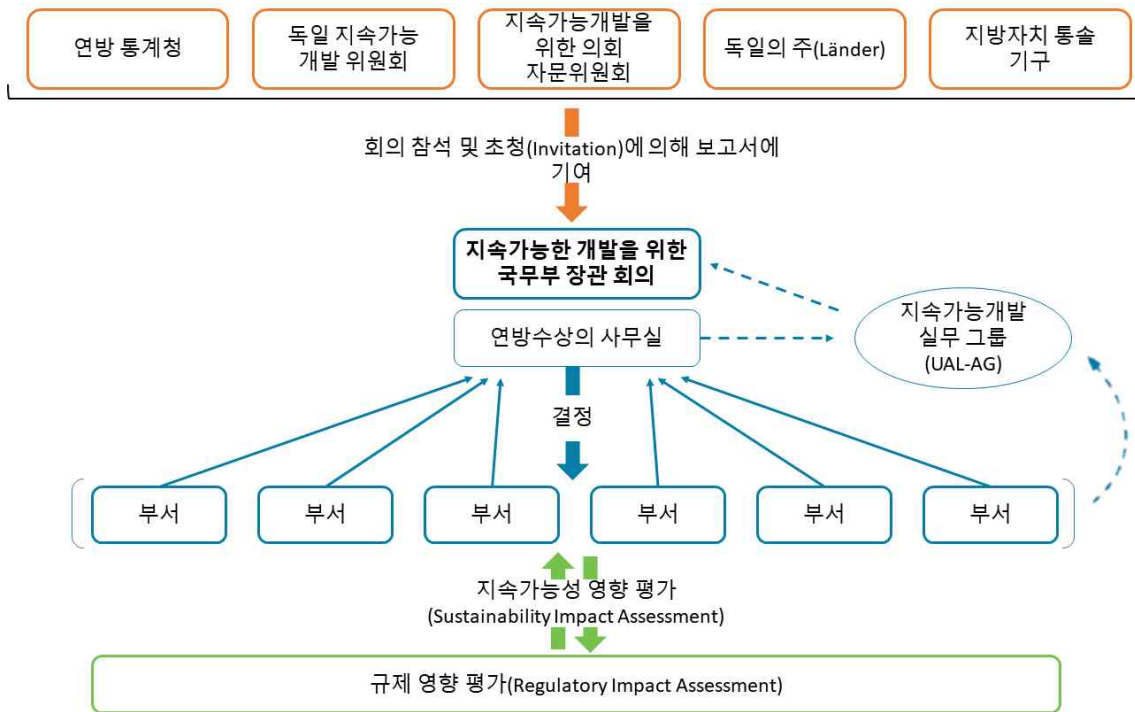 연방 통계청
독일 지속가능
개발 위원회
지속가능개발을
위한 의회
자문위원회
독일의 주(Länder)
지방자치 통솔
기구
회의 참석 및 초청(Invitation)에 의해 보고서에
기여
지속가능한 개발을 위한
국무부 장관 회의
연방수상의 사무실
지속가능개발
실무 그룹
(UAL-AG)
결정
부서
부서
부서
부서
부서
부서
지속가능성 영향 평가
(Sustainability Impact Assessment)
규제 영향 평가(Regulatory Impact Assessment)